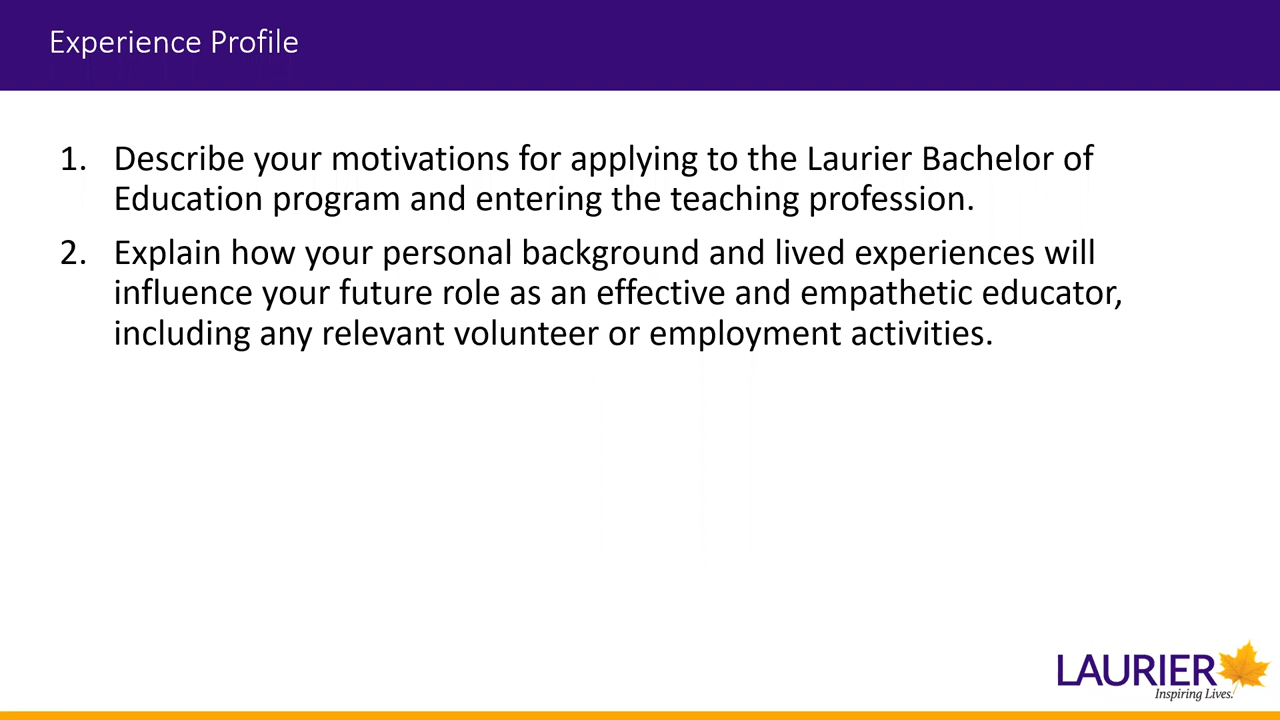 Experience Profile
1. Describe your motivations for applying to the Laurier Bachelor of
Education program and entering the teaching profession.
2. Explain how your personal background and lived experiences will
influence your future role as an effective and empathetic educator,
including any relevant volunteer or employment activities.
LAURIER
Inspiring Lives.